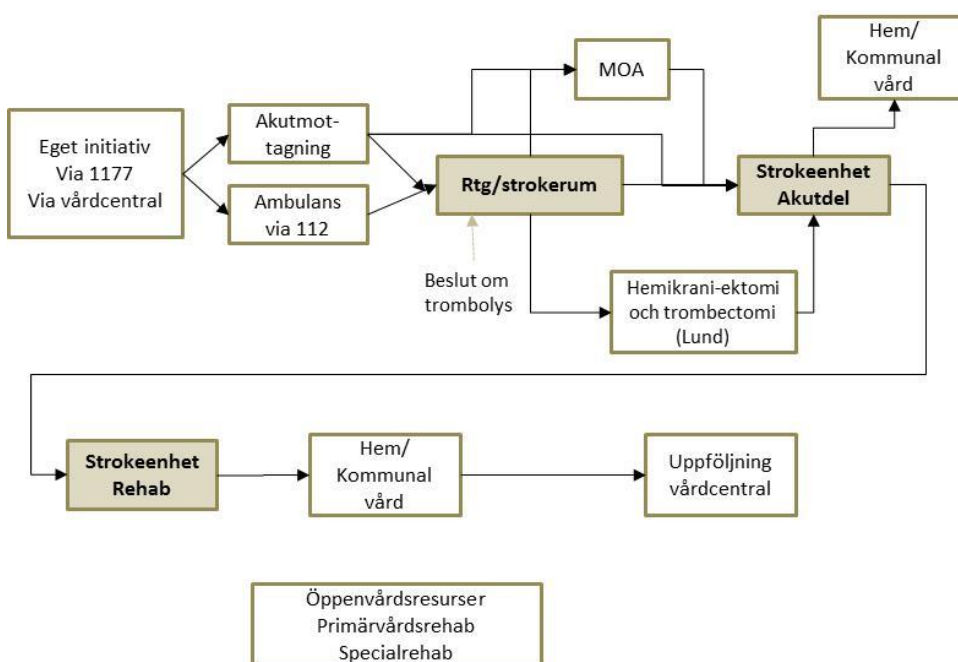 Hem/
Kommunal
vård
MOA
Eget initiativ
Via 1177
Via vårdcentral
Akutmot-
tagning
Ambulans
via 112
Rtg/strokerum
Strokeenhet
Akutdel
Beslut om
trombolys
Hemikrani-ektomi
och trombectomi
(Lund)
Strokeenhet
Rehab
Hem/
Kommunal
vård
Uppföljning
vårdcentral
Öppenvårdsresurser
Primärvårdsrehab
Specialrehab